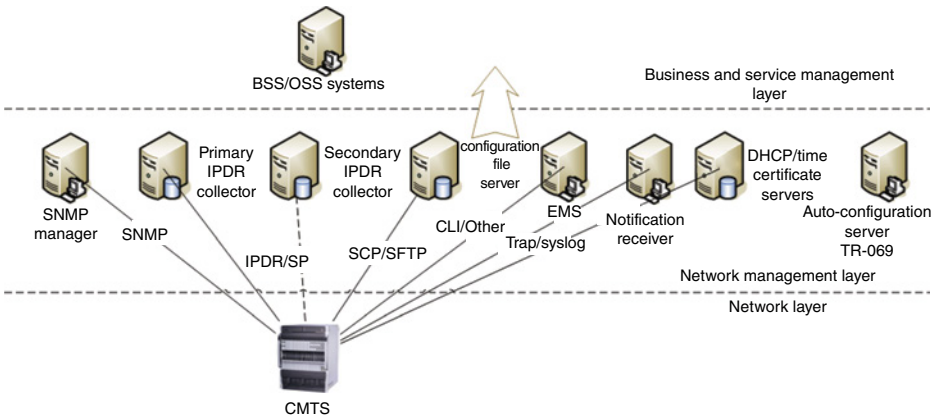 BSS/OSS systems
Business and service management
layer
SNMP
manager
Primary
IPDR
collector
Secondary
IPDR
collector
configuration
file
server
EMS
Notification
receiver
DHCP/time
certificate
servers
Auto-configuration
server
TR-069
SNMP
IPDR/SP
SCP/SFTP
CLI/Other
Trap/syslog
Network management layer
Network layer
CMTS